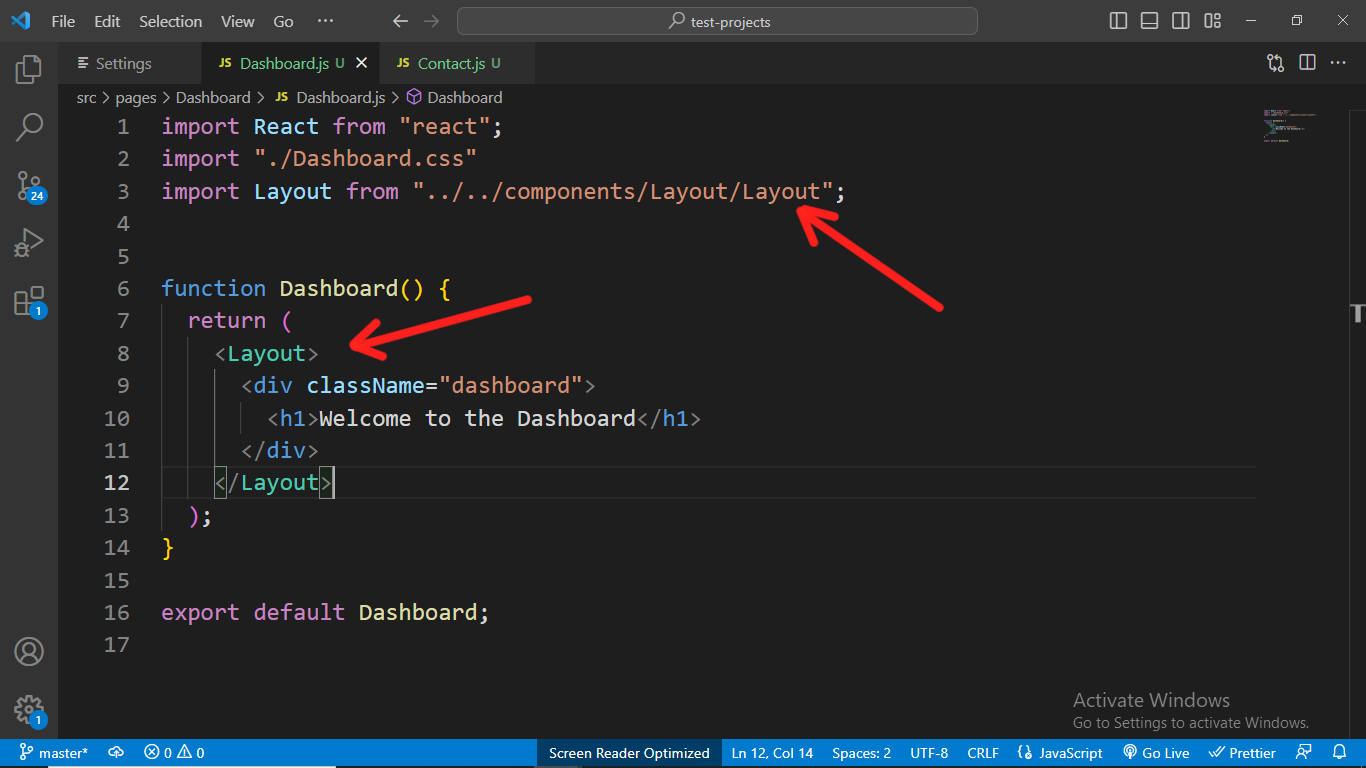 File Edit Selection View Go ··· test-projects
Settings JS Dashboard.js U JS Contact.js U
src > pages > Dashboard > JS Dashboard.js > Dashboard
1 import React from "react";
2 import "./Dashboard.css"
3 import Layout from "../../components/Layout/Layout";
4
5
6 function Dashboard() {
7 return (
8 <Layout>
9 <div className="dashboard">
10 <h1>Welcome to the Dashboard</h1>
11 </div>
12 </Layout>
13 );
14 }
15
16 export default Dashboard;
17
24
1
1
T
Activate Windows
Go to Settings to activate Windows.
master* 0 0 Screen Reader Optimized Ln 12, Col 14 Spaces: 2 UTF-8 CRLF {} JavaScript Go Live Prettier